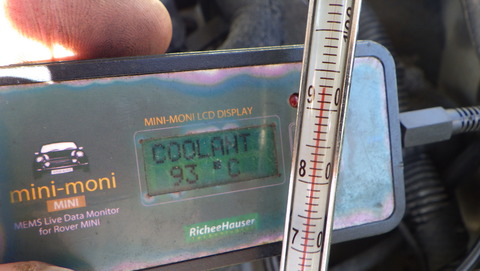 MINI-MONI LCD DISPLAY
COOLANT
93 °C
mini-moni
MINI
MEMS Live Data Monitor
for Rover MINI
RicheeHauser
100
90
80
70